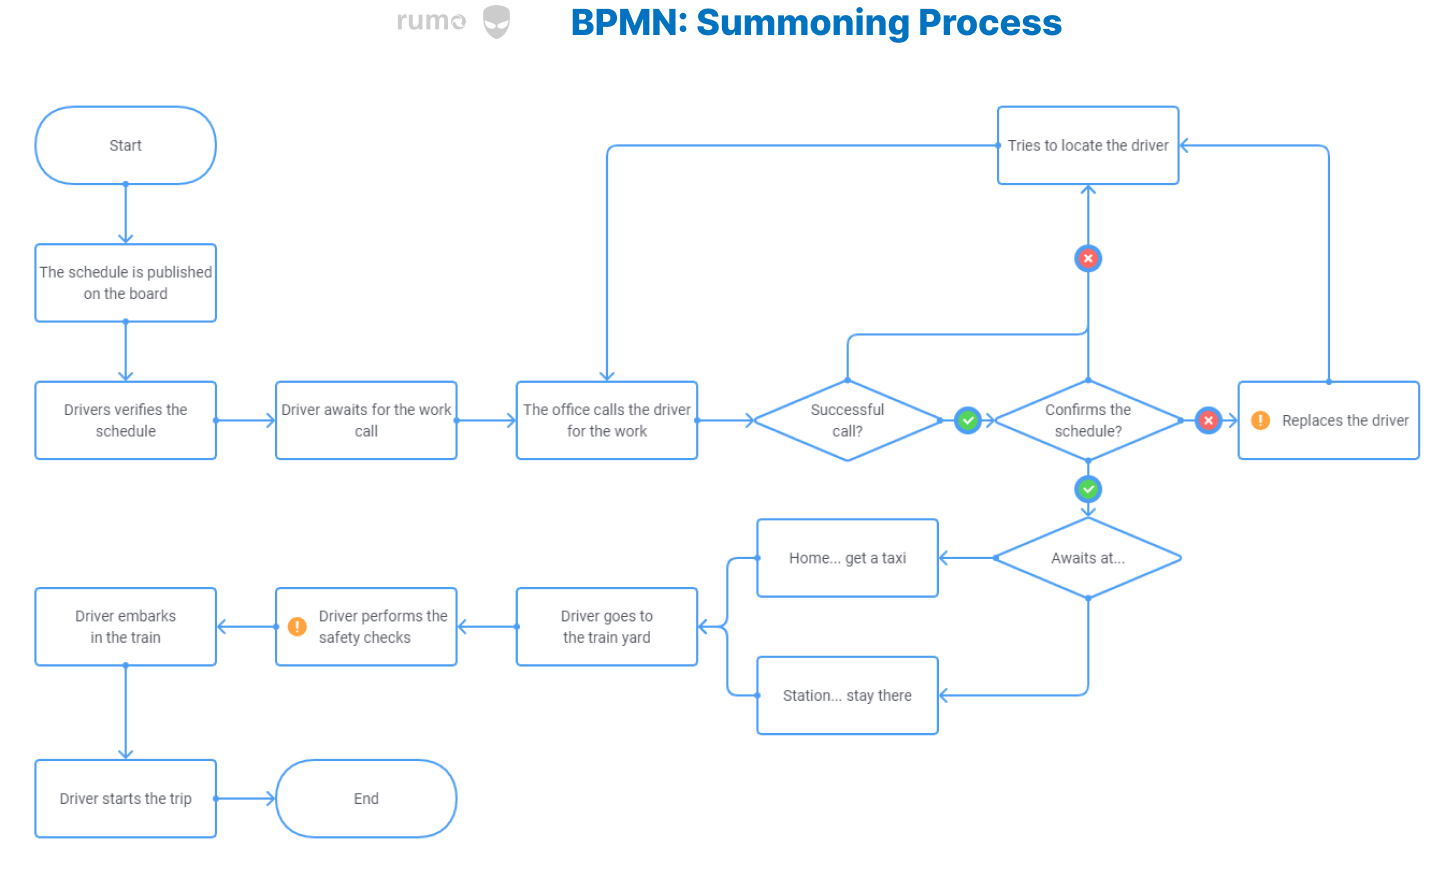 rumo
BPMN: Summoning Process
Start
Tries to locate the driver
The schedule is published
on the board
Drivers verifies the
schedule
Driver awaits for the work
call
The office calls the driver
for the work
Successful
call?
Confirms the
schedule?
Replaces the driver
Home... get a taxi
Awaits at...
Driver embarks
in the train
Driver performs the
safety checks
Driver goes to
the train yard
Station... stay there
Driver starts the trip
End